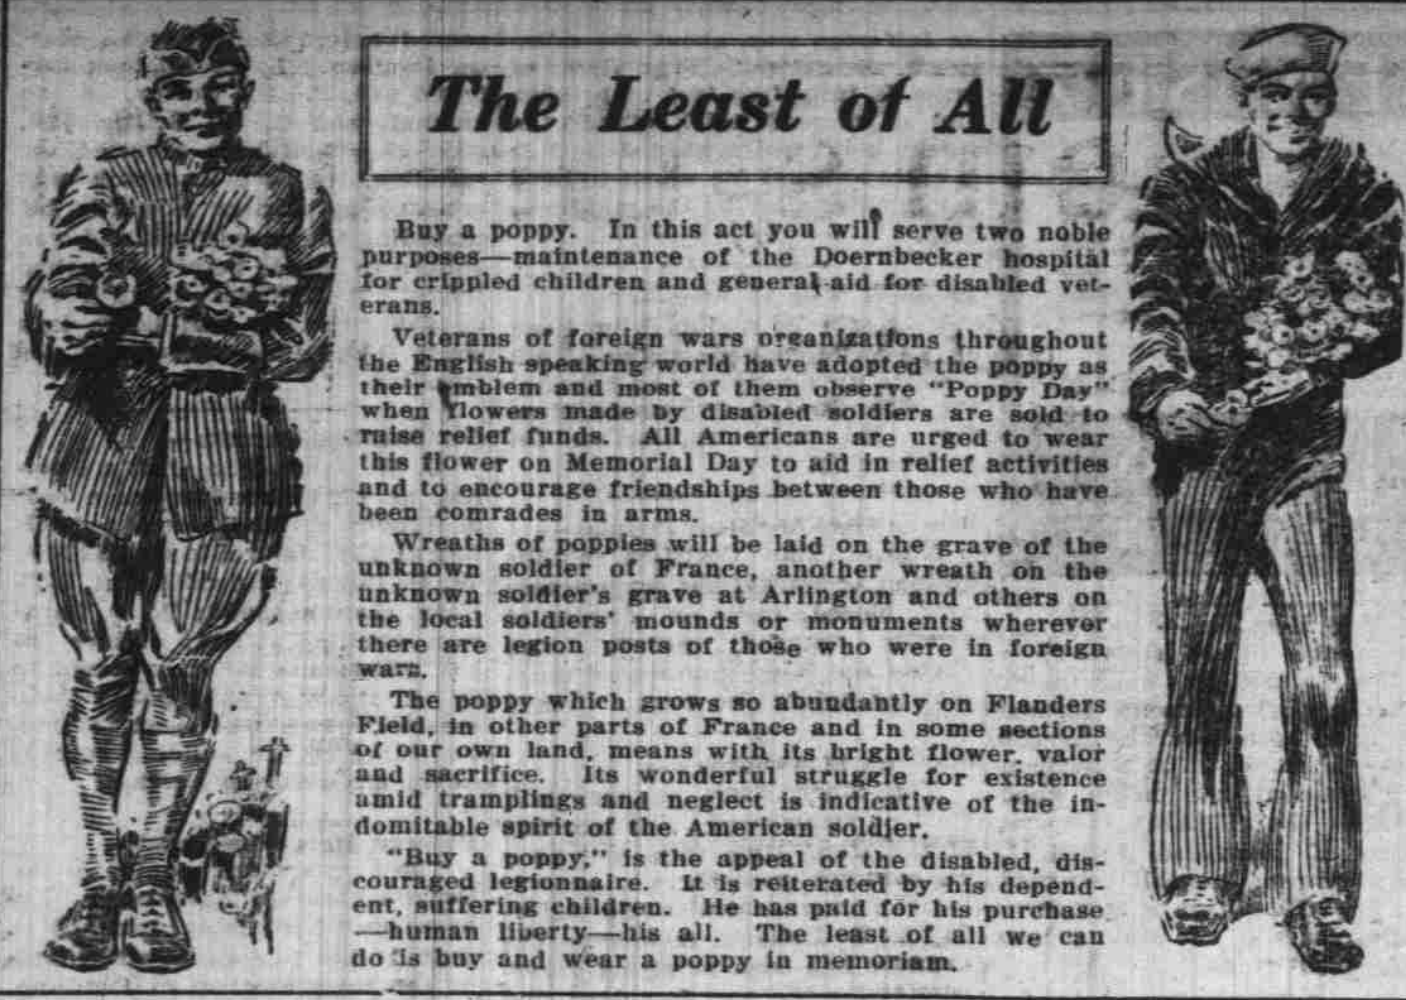 The Least of All
Buy a poppy. In this act you will serve two noble
purposes—maintenance of the Doernbecker hospital
for crippled children and general aid for disabled vet-
erans.
Veterans of foreign wars organizations throughout
the English speaking world have adopted the poppy as
their emblem and most of them observe "Poppy Day"
when flowers made by disabled soldiers are sold to
raise relief funds. All Americans are urged to wear
this flower on Memorial Day to aid in relief activities
and to encourage friendships between those who have
been comrades in arms.
Wreaths of poppies will be laid on the grave of the
unknown soldier of France, another wreath on the
unknown soldier's grave at Arlington and others on
the local soldiers' mounds or monuments wherever
there are legion posts of those who were in foreign
wars.
The poppy which grows so abundantly on Flanders
Field, in other parts of France and in some sections
of our own land, means with its bright flower, valor
and sacrifice. Its wonderful struggle for existence
amid tramplings and neglect is indicative of the in-
domitable spirit of the American soldier.
"Buy a poppy," is the appeal of the disabled, dis-
couraged legionnaire. It is reiterated by his depend-
ent, suffering children. He has paid for his purchase
—human liberty—his all. The least of all we can
do is buy and wear a poppy in memoriam.